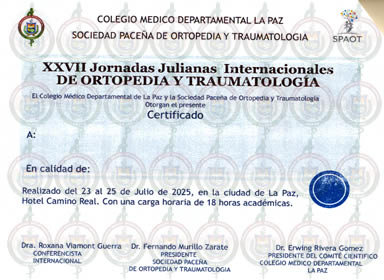 COLEGIO MEDICO DEPARTAMENTAL LA PAZ
SOCIEDAD PACEÑA DE ORTOPEDIA Y TRAUMATOLOGIA
SPAOT
XXVII Jornadas Julianas Internacionales
DE ORTOPEDIA Y TRAUMATOLOGÍA
El Colegio Médico Departamental de La Paz y la Sociedad Paceña de Ortopedia y Traumatología
Otorgan el presente
Certificado
A:
En calidad de:
Realizado del 23 al 25 de Julio de 2025, en la ciudad de La Paz,
Hotel Camino Real. Con una carga horaria de 18 horas académicas.
Dra. Roxana Viamont Guerra
CONFERENCISTA
INTERNACIONAL
Dr. Fernando Murillo Zarate
PRESIDENTE
SOCIEDAD PACEÑA
DE ORTOPEDIA Y TRAUMATOLOGIA
Dr. Erwing Rivera Gomez
PRESIDENTE DEL COMITÉ CIENTIFICO
COLEGIO MÉDICO DEPARTAMENTAL
LA PAZ